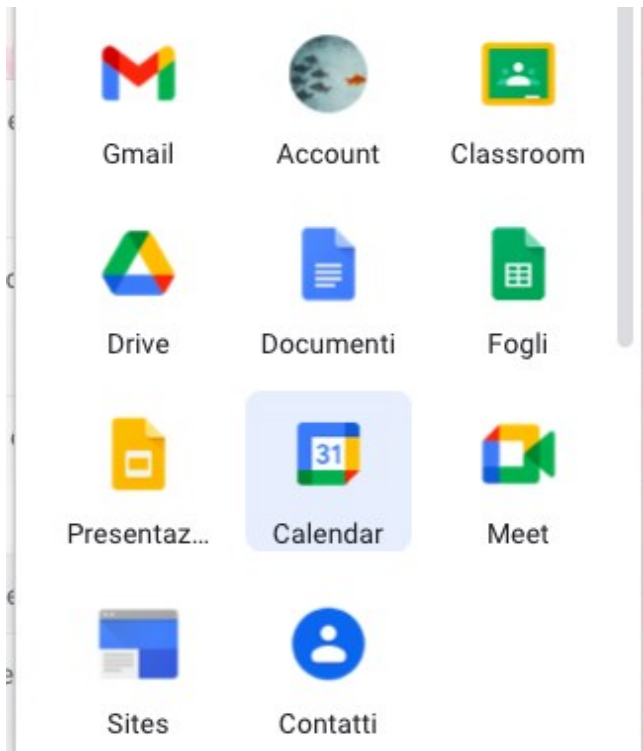 Gmail Account Classroom
Drive Documenti Fogli
31
Presentaz... Calendar Meet
Sites Contatti